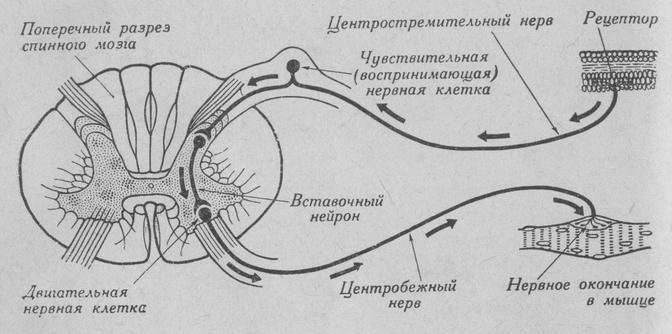 Поперечный разрез
спинного мозга
Центростремительный нерв
Рецептор
Чувствительная
(воспринимающая)
нервная клетка
Вставочный
нейрон
Двигательная
нервная клетка
Центробежный
нерв
Нервное окончание
в мышце